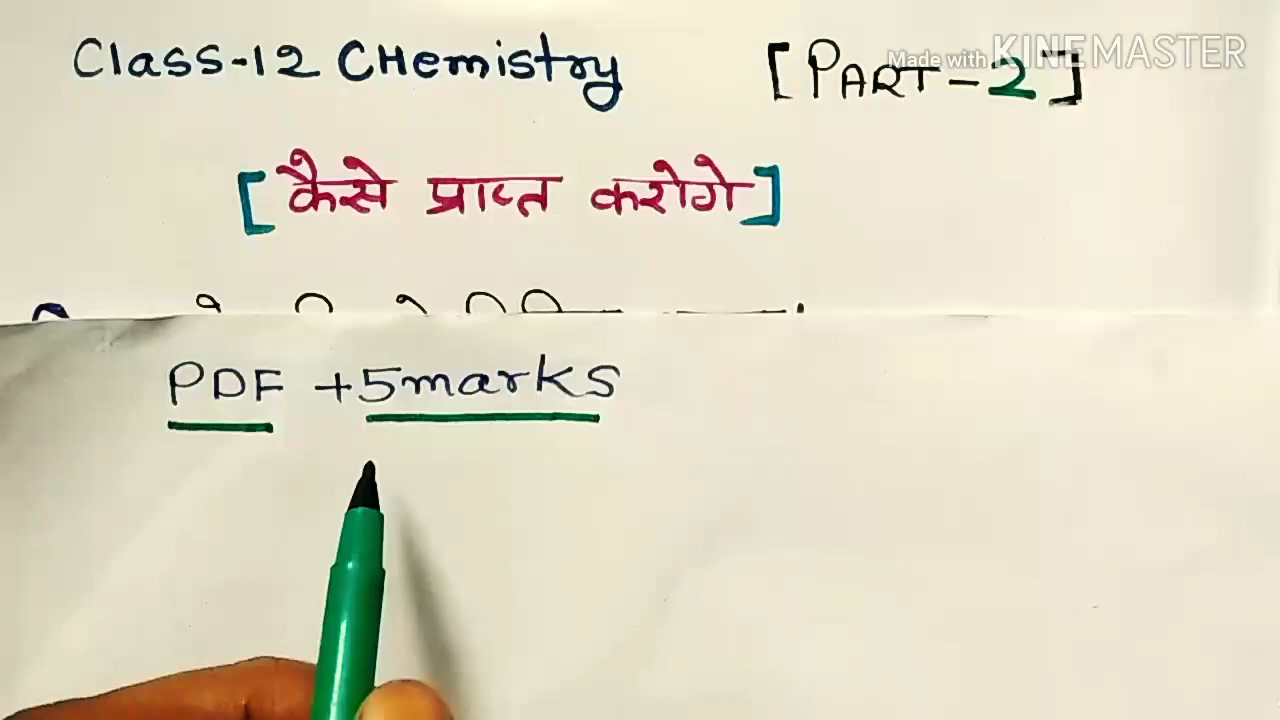 Class-12 CHemistry [PART-2]
Made with KINEMASTER
[कैसे प्राप्त करोगे]
PDF +5marks